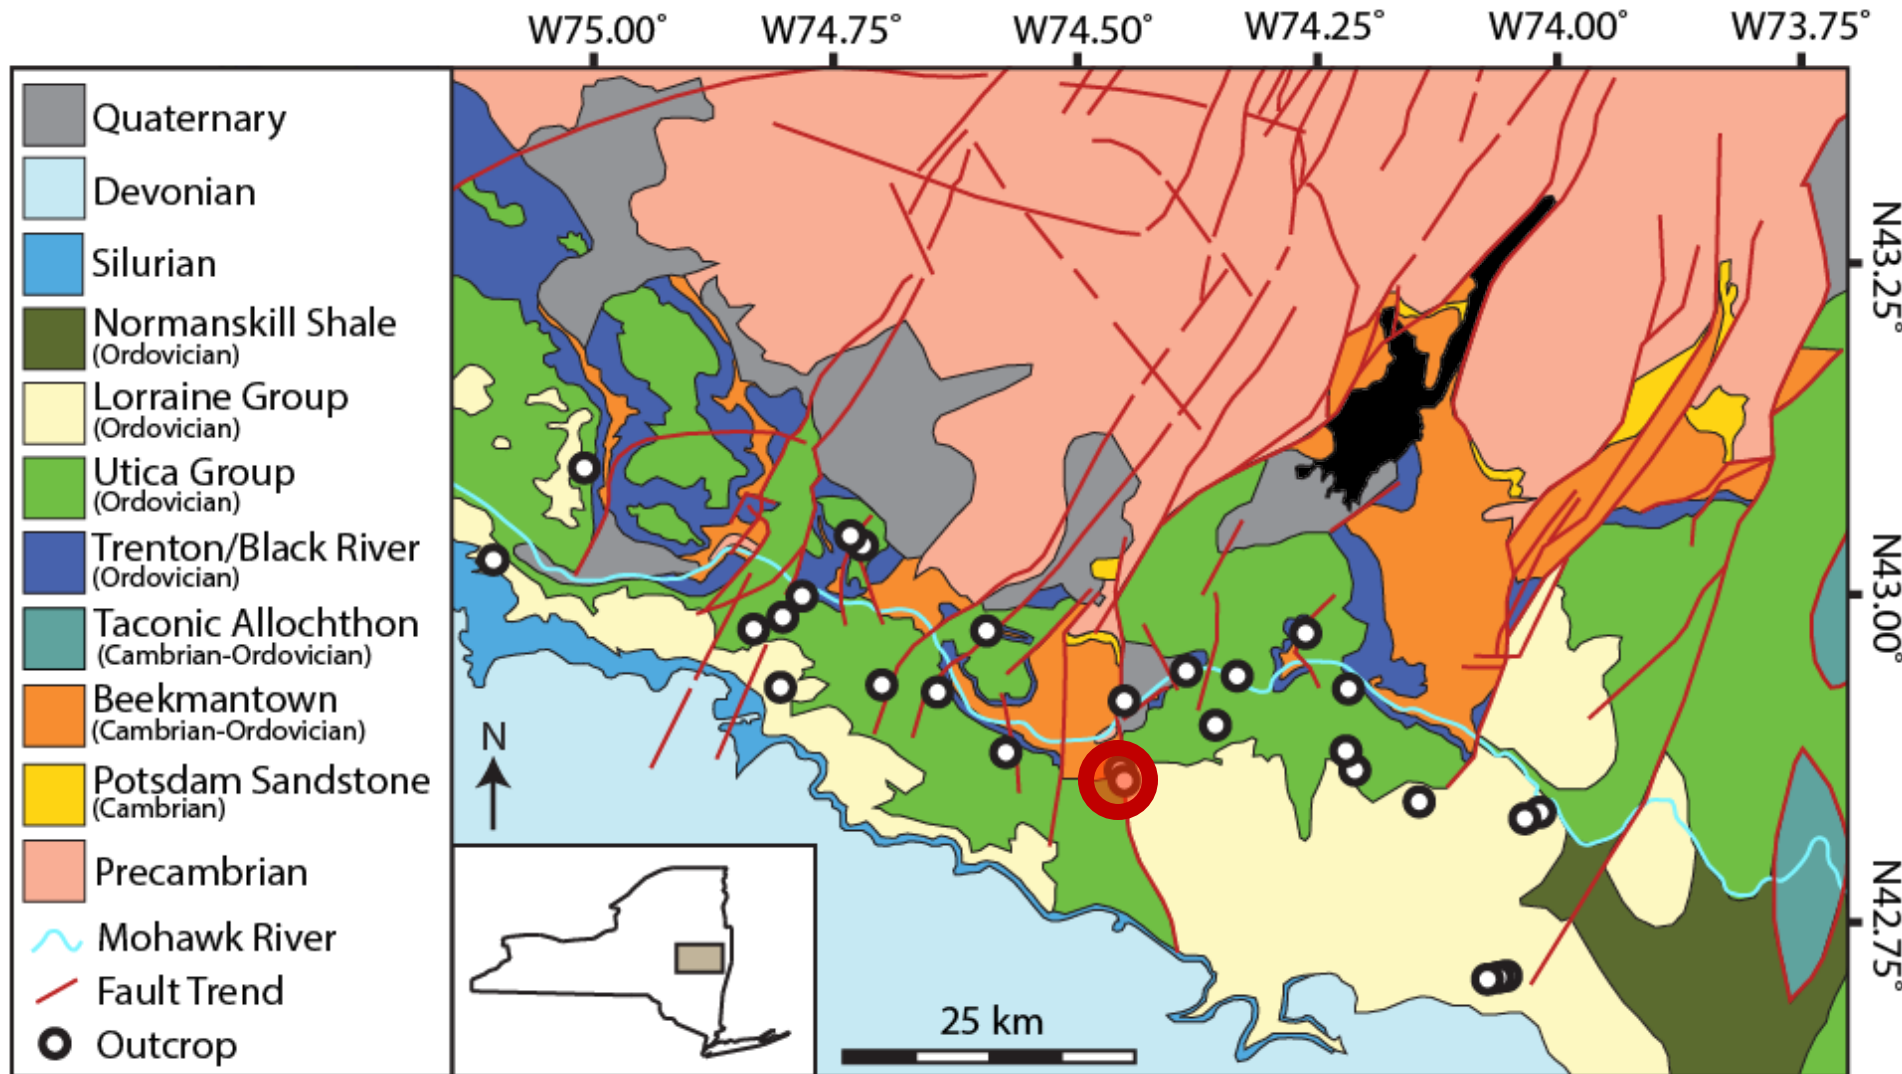 W75.00° W74.75° W74.50° W74.25° W74.00° W73.75°
Quaternary
Devonian
Silurian
Normanskill Shale
(Ordovician)
Lorraine Group
(Ordovician)
Utica Group
(Ordovician)
Trenton/Black River
(Ordovician)
Taconic Allochthon
(Cambrian-Ordovician)
Beekmantown
(Cambrian-Ordovician)
Potsdam Sandstone
(Cambrian)
Precambrian
Mohawk River
Fault Trend
Outcrop
N
25 km
N43.25°
N43.00°
N42.75°